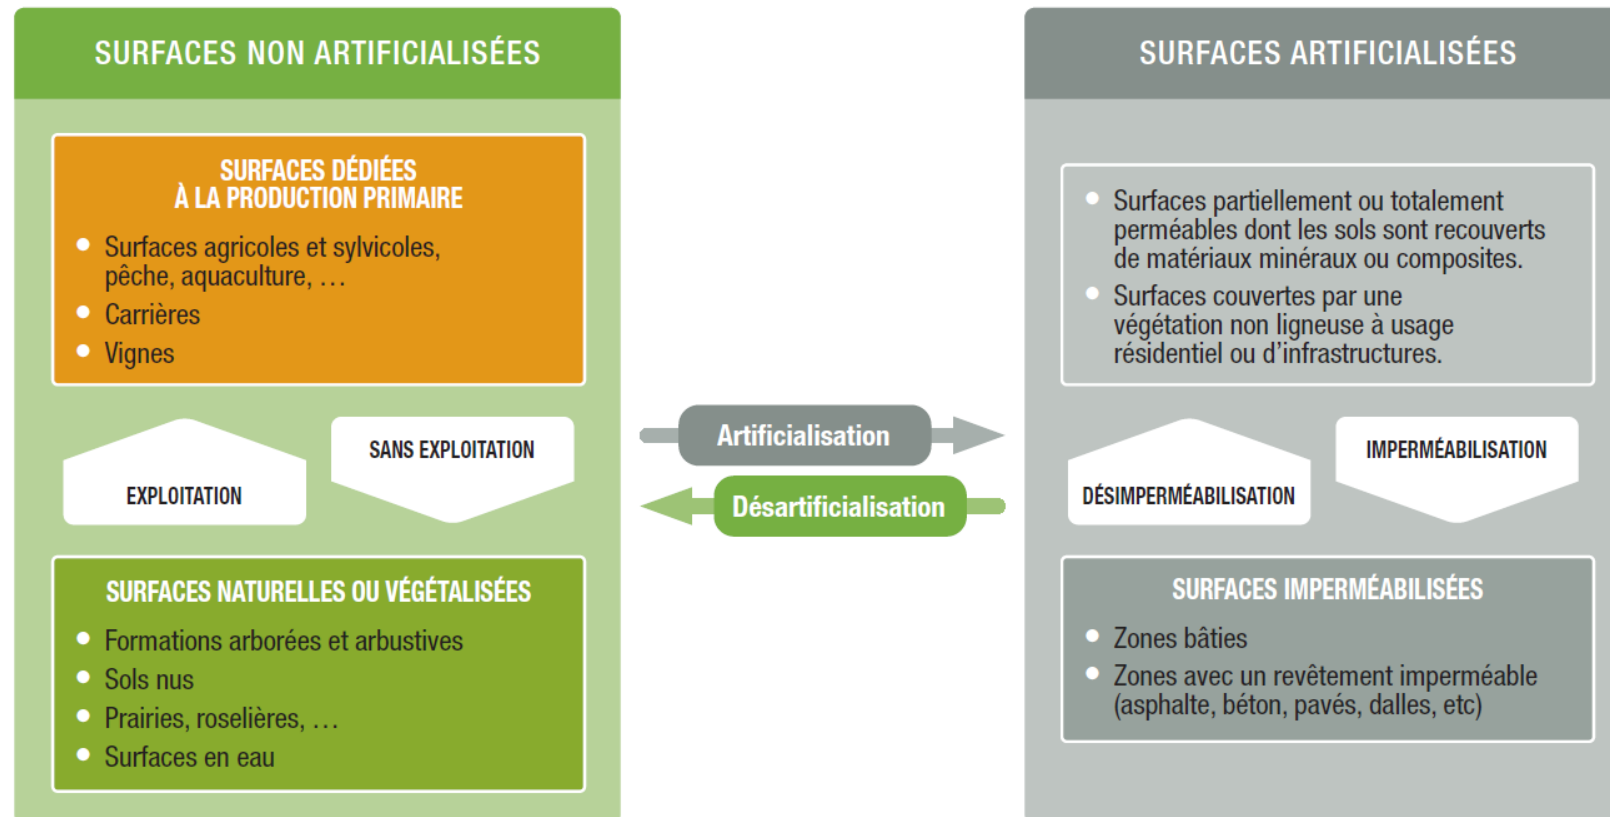 SURFACES NON ARTIFICIALISÉES
SURFACES DÉDIÉES
À LA PRODUCTION PRIMAIRE
• Surfaces agricoles et sylvicoles,
pêche, aquaculture, …
• Carrières
• Vignes
EXPLOITATION
SANS EXPLOITATION
SURFACES NATURELLES OU VÉGÉTALISÉES
• Formations arborées et arbustives
• Sols nus
• Prairies, roselières, …
• Surfaces en eau
Artificialisation
Désartificialisation
SURFACES ARTIFICIALISÉES
• Surfaces partiellement ou totalement
perméables dont les sols sont recouverts
de matériaux minéraux ou composites.
• Surfaces couvertes par une
végétation non ligneuse à usage
résidentiel ou d’infrastructures.
DÉSIMPERMÉABILISATION
IMPERMÉABILISATION
SURFACES IMPERMÉABILISÉES
• Zones bâties
• Zones avec un revêtement imperméable
(asphalte, béton, pavés, dalles, etc)